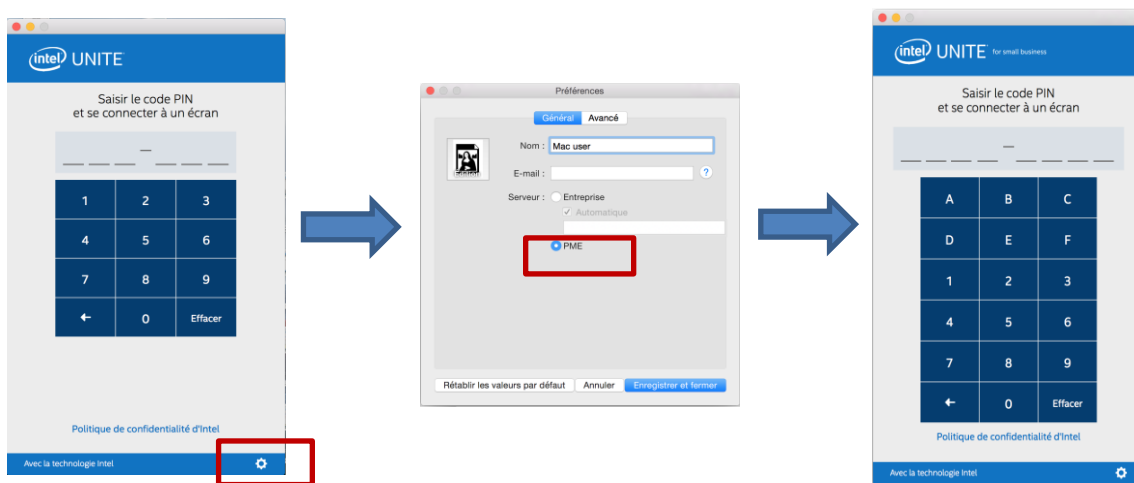 intel UNITE
Saisir le code PIN
et se connecter à un écran
1 2 3
4 5 6
7 8 9
← 0 Effacer
Politique de confidentialité d'Intel
Avec la technologie Intel
Préférences
Général Avancé
Nom : Mac user
E-mail : ?
Serveur : Entreprise
Automatique
PME
Rétablir les valeurs par défaut Annuler Enregistrer et fermer
intel UNITE for small business
Saisir le code PIN
et se connecter à un écran
A B C
D E F
1 2 3
4 5 6
7 8 9
← 0 Effacer
Politique de confidentialité d'Intel
Avec la technologie Intel